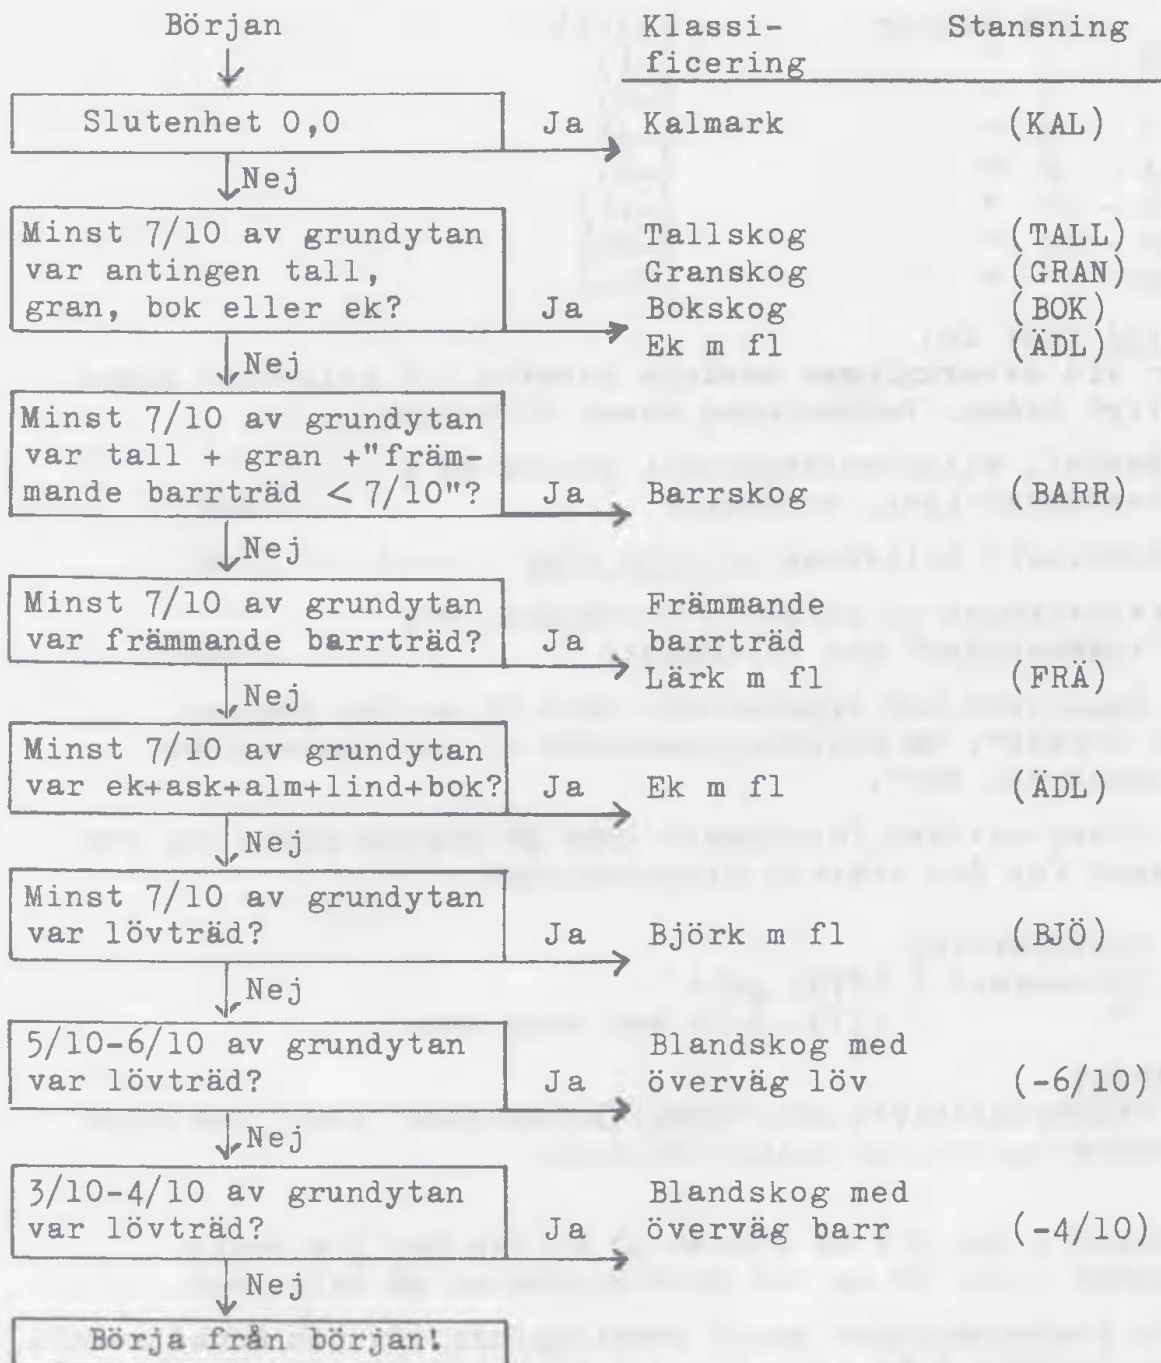 Början
Klassi-
ficering
Stansning
Slutenhet 0,0
Ja
Kalmark
(KAL)
Nej
Minst 7/10 av grundytan
var antingen tall,
gran, bok eller ek?
Ja
Tallskog
(TALL)
Granskog
(GRAN)
Bokskog
(BOK)
Ek m fl
(ÄDL)
Nej
Minst 7/10 av grundytan
var tall + gran +"främ-
mande barrträd < 7/10"?
Ja
Barrskog
(BARR)
Nej
Minst 7/10 av grundytan
var främmande barrträd?
Ja
Främmande
barrträd
Lärk m fl
(FRÄ)
Nej
Minst 7/10 av grundytan
var ek+ask+alm+lind+bok?
Ja
Ek m fl
(ÄDL)
Nej
Minst 7/10 av grundytan
var lövträd?
Ja
Björk m fl
(BJÖ)
Nej
5/10-6/10 av grundytan
var lövträd?
Ja
Blandskog med
överväg löv
(-6/10)
Nej
3/10-4/10 av grundytan
var lövträd?
Ja
Blandskog med
överväg barr
(-4/10)
Nej
Börja från början!